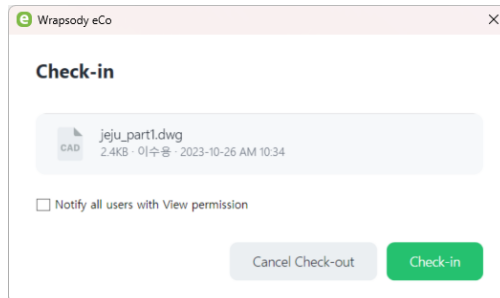 Wrapsody eCo
Check-in
CAD
jeju_part1.dwg
2.4KB · 이수용 · 2023-10-26 AM 10:34
Notify all users with View permission
Cancel Check-out
Check-in